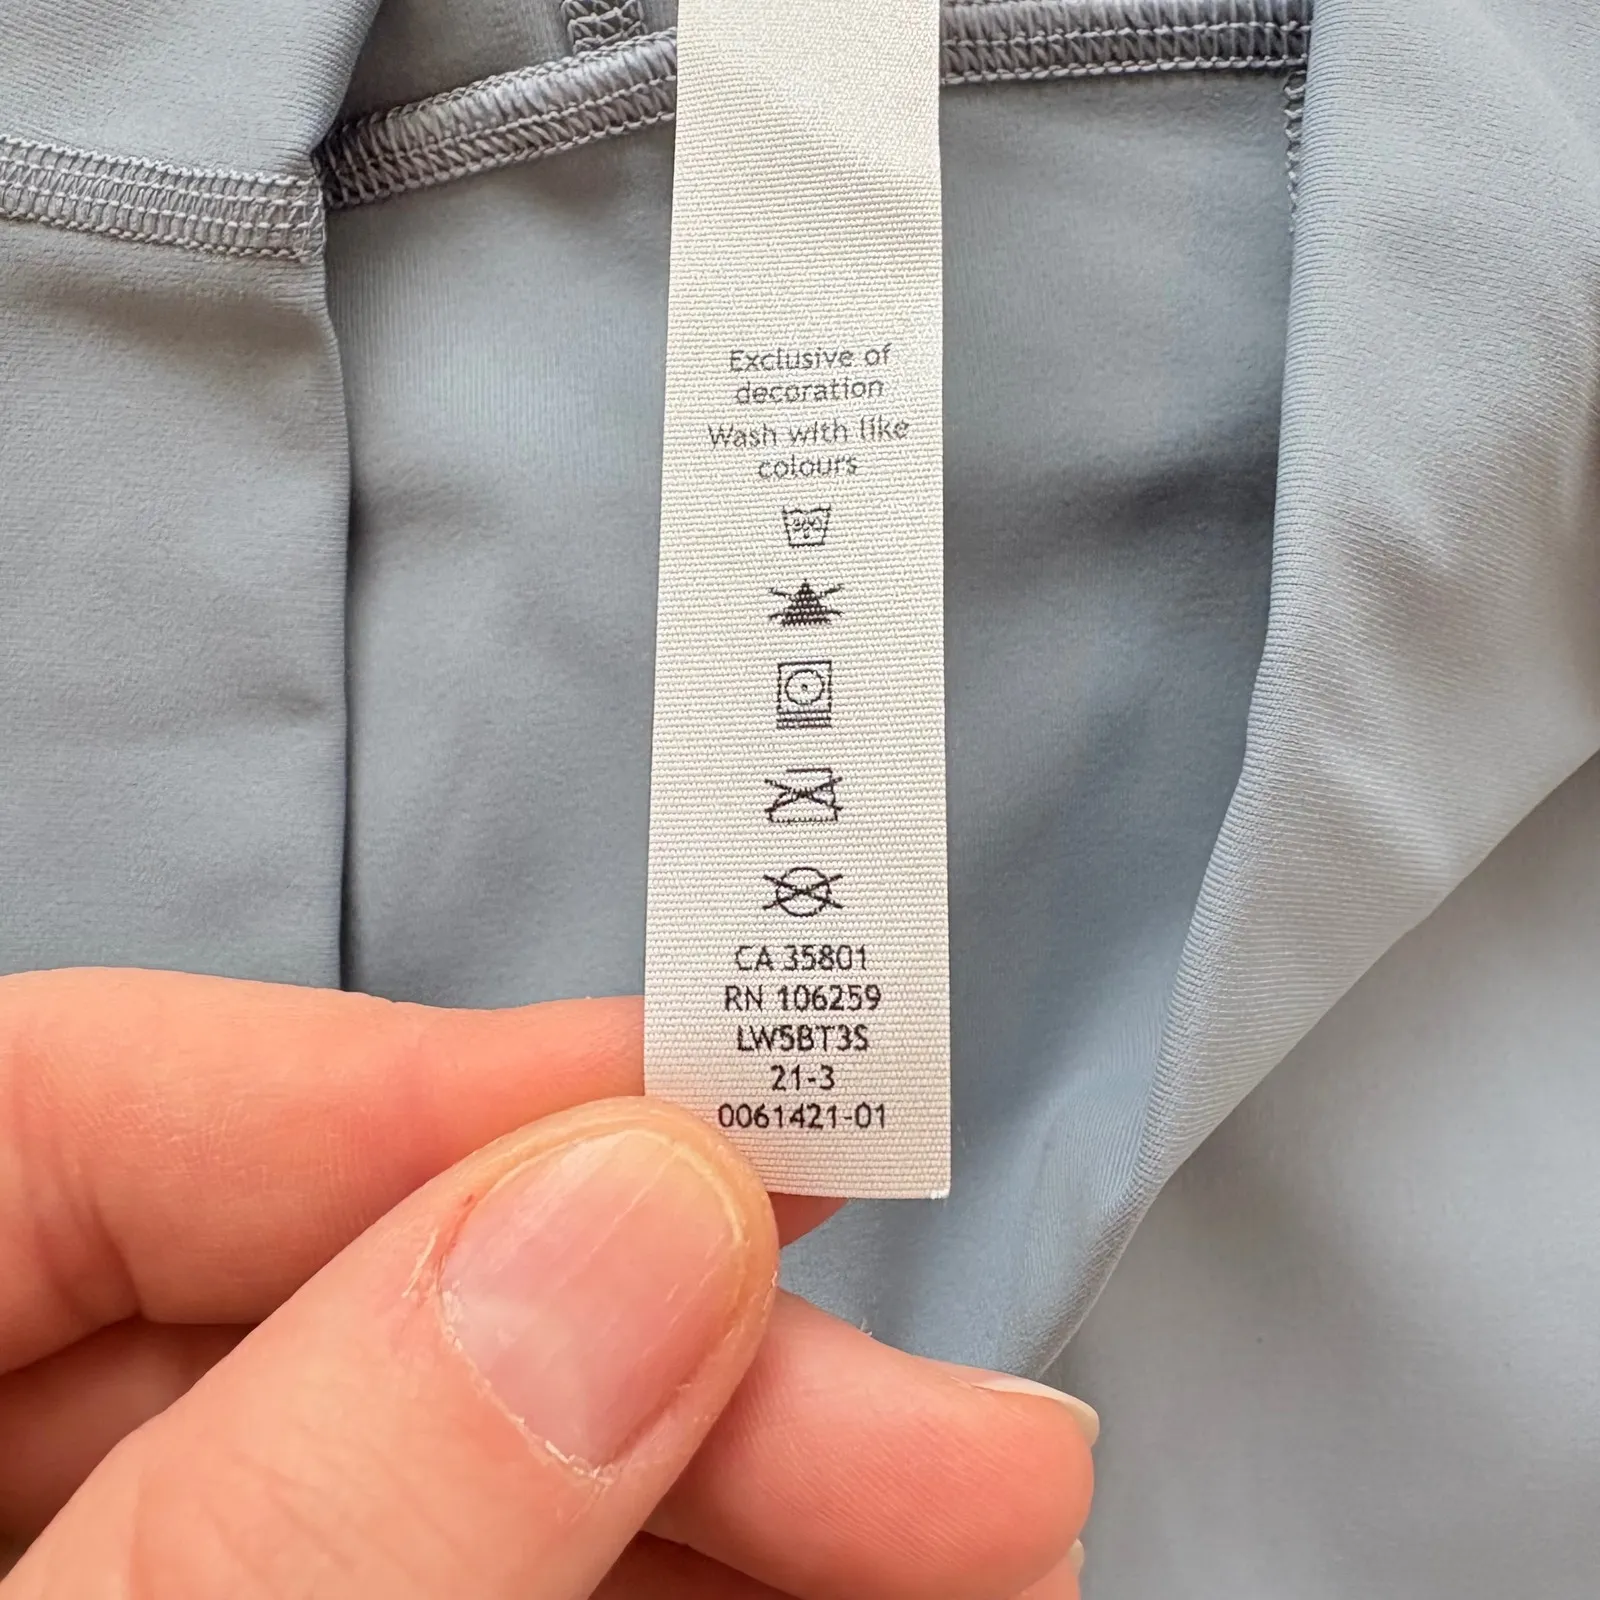 Exclusive of
decoration
Wash with like
colours
CA 35801
RN 106259
LW5BT3S
21-3
0061421-01